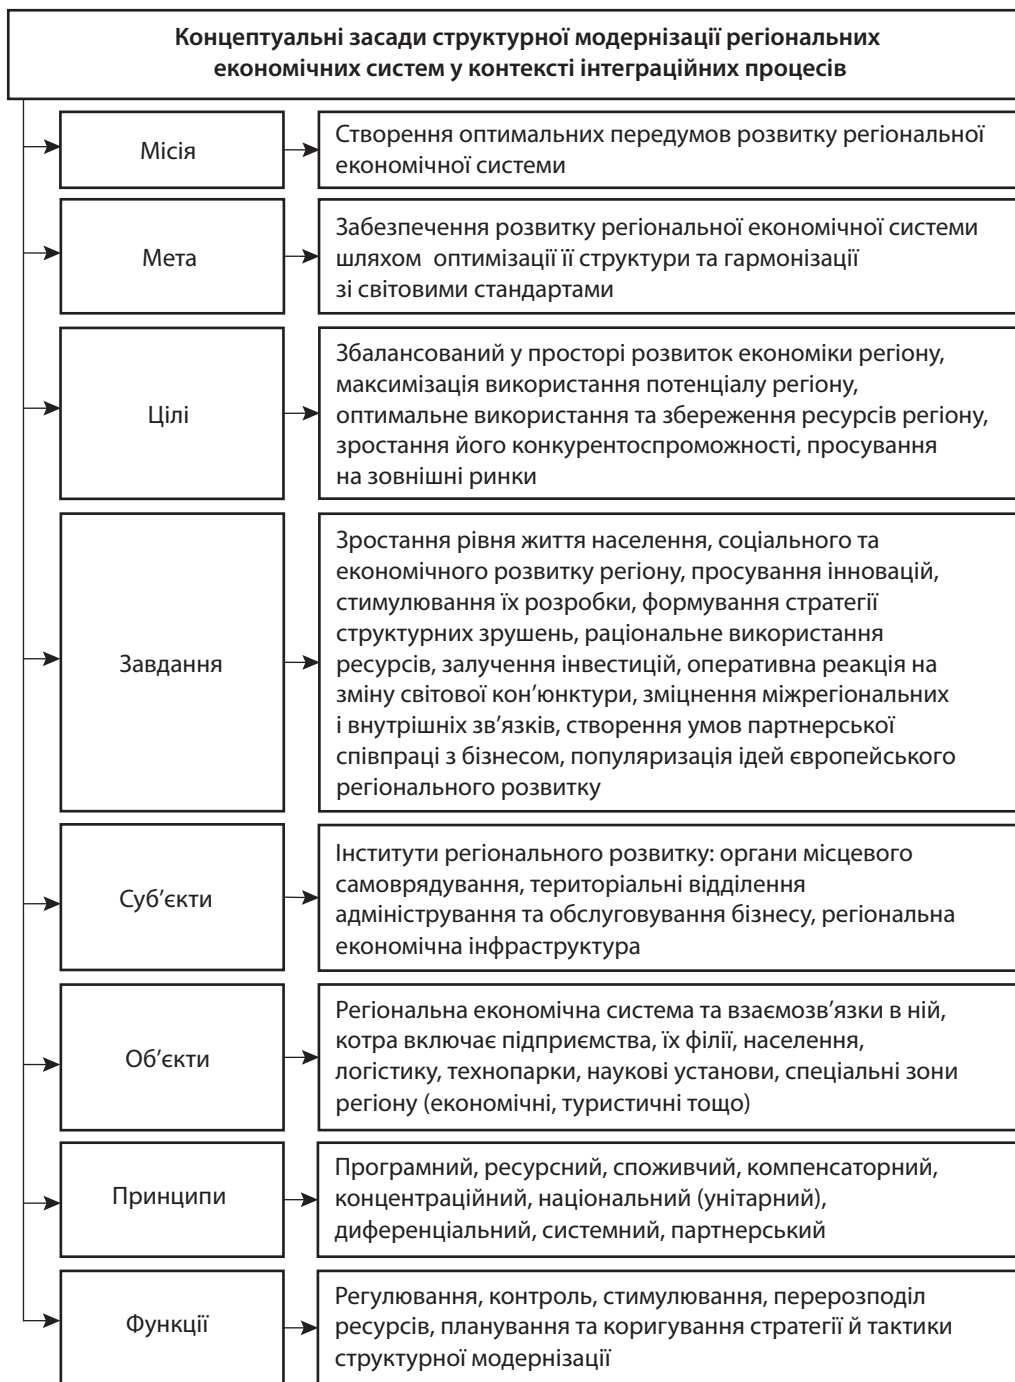 Концептуальні засади структурної модернізації регіональних
економічних систем у контексті інтеграційних процесів
Місія
Створення оптимальних передумов розвитку регіональної
економічної системи
Мета
Забезпечення розвитку регіональної економічної системи
шляхом оптимізації її структури та гармонізації
зі світовими стандартами
Цілі
Збалансований у просторі розвиток економіки регіону,
максимізація використання потенціалу регіону,
оптимальне використання та збереження ресурсів регіону,
зростання його конкурентоспроможності, просування
на зовнішні ринки
Завдання
Зростання рівня життя населення, соціального та
економічного розвитку регіону, просування інновацій,
стимулювання їх розробки, формування стратегії
структурних зрушень, раціональне використання
ресурсів, залучення інвестицій, оперативна реакція на
зміну світової кон’юнктури, зміцнення міжрегіональних
і внутрішніх зв’язків, створення умов партнерської
співпраці з бізнесом, популяризація ідей європейського
регіонального розвитку
Суб’єкти
Інститути регіонального розвитку: органи місцевого
самоврядування, територіальні відділення
адміністрування та обслуговування бізнесу, регіональна
економічна інфраструктура
Об’єкти
Регіональна економічна система та взаємозв’язки в ній,
котра включає підприємства, їх філії, населення,
логістику, технопарки, наукові установи, спеціальні зони
регіону (економічні, туристичні тощо)
Принципи
Програмний, ресурсний, споживчий, компенсаторний,
концентраційний, національний (унітарний),
диференціальний, системний, партнерський
Функції
Регулювання, контроль, стимулювання, перерозподіл
ресурсів, планування та коригування стратегії й тактики
структурної модернізації